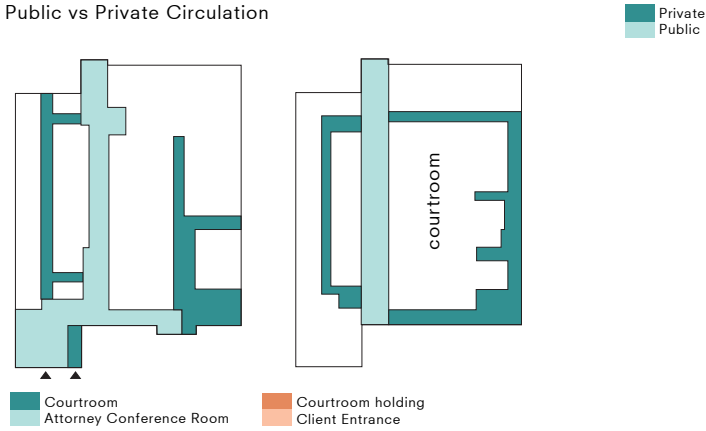 Public vs Private Circulation
Private
Public
courtroom
Courtroom
Attorney Conference Room
Courtroom holding
Client Entrance